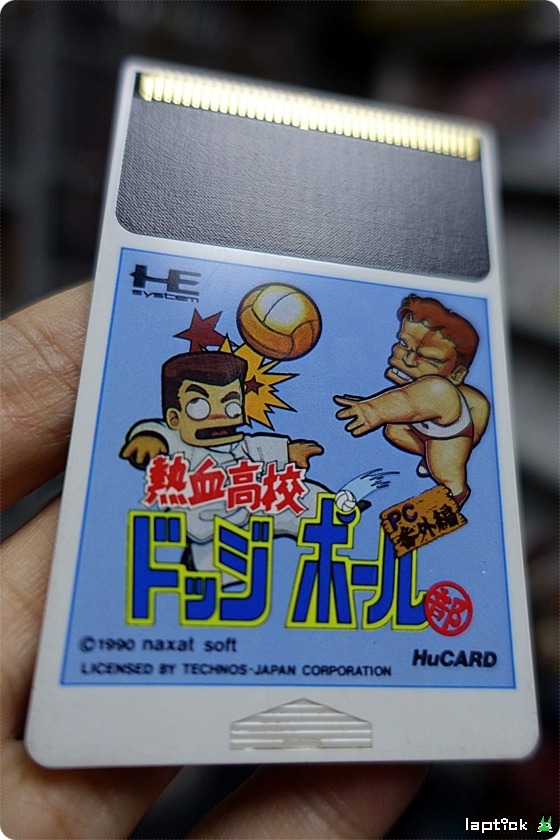 HE
system
熱血高校
ドッジボール部
PC
番外編
©1990 naxat soft
HuCARD
LICENSED BY TECHNOS-JAPAN CORPORATION
laptick